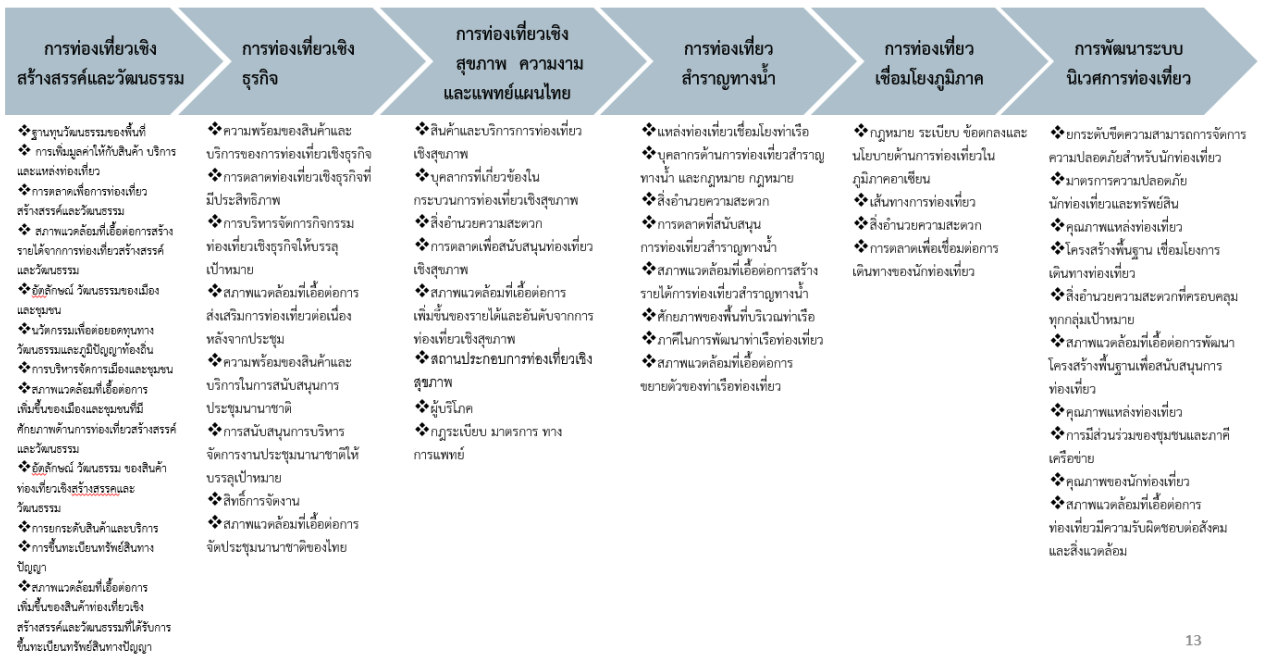 การท่องเที่ยวเชิง
สร้างสรรค์และวัฒนธรรม
❖ฐานทุนวัฒนธรรมของพื้นที่
❖ การเพิ่มมูลค่าให้กับสินค้า บริการ
และแหล่งท่องเที่ยว
❖การตลาดเพื่อการท่องเที่ยว
สร้างสรรค์และวัฒนธรรม
❖ สภาพแวดล้อมที่เอื้อต่อการสร้าง
รายได้จากการท่องเที่ยวสร้างสรรค์
และวัฒนธรรม
❖อัตลักษณ์ วัฒนธรรมของเมือง
และชุมชน
❖นวัตกรรมเพื่อต่อยอดทุนทาง
วัฒนธรรมและภูมิปัญญาท้องถิ่น
❖การบริหารจัดการเมืองและชุมชน
❖สภาพแวดล้อมที่เอื้อต่อการ
เพิ่มขึ้นของเมืองและชุมชนที่มี
ศักยภาพด้านการท่องเที่ยวสร้างสรรค์
และวัฒนธรรม
❖อัตลักษณ์ วัฒนธรรม ของสินค้า
ท่องเที่ยวเชิงสร้างสรรคและ
วัฒนธรรม
❖การยกระดับสินค้าและบริการ
❖การขึ้นทะเบียนทรัพย์สินทาง
ปัญญา
❖สภาพแวดล้อมที่เอื้อต่อการ
เพิ่มขึ้นของสินค้าท่องเที่ยวเชิง
สร้างสรรค์และวัฒนธรรมที่ได้รับการ
ขึ้นทะเบียนทรัพย์สินทางปัญญา
การท่องเที่ยวเชิง
ธุรกิจ
❖ความพร้อมของสินค้าและ
บริการของการท่องเที่ยวเชิงธุรกิจ
❖การตลาดท่องเที่ยวเชิงธุรกิจที่
มีประสิทธิภาพ
❖การบริหารจัดการกิจกรรม
ท่องเที่ยวเชิงธุรกิจให้บรรลุ
เป้าหมาย
❖สภาพแวดล้อมที่เอื้อต่อการ
ส่งเสริมการท่องเที่ยวต่อเนื่อง
หลังจากประชุม
❖ความพร้อมของสินค้าและ
บริการในการสนับสนุนการ
ประชุมนานาชาติ
❖การสนับสนุนการบริหาร
จัดการงานประชุมนานาชาติให้
บรรลุเป้าหมาย
❖สิทธิ์การจัดงาน
❖สภาพแวดล้อมที่เอื้อต่อการ
จัดประชุมนานาชาติของไทย
การท่องเที่ยวเชิง
สุขภาพ ความงาม
และแพทย์แผนไทย
❖สินค้าและบริการการท่องเที่ยว
เชิงสุขภาพ
❖บุคลากรที่เกี่ยวข้องใน
กระบวนการท่องเที่ยวเชิงสุขภาพ
❖สิ่งอำนวยความสะดวก
❖การตลาดเพื่อสนับสนุนท่องเที่ยว
เชิงสุขภาพ
❖สภาพแวดล้อมที่เอื้อต่อการ
เพิ่มขึ้นของรายได้และอันดับจากการ
ท่องเที่ยวเชิงสุขภาพ
❖สถานประกอบการท่องเที่ยวเชิง
สุขภาพ
❖ผู้บริโภค
❖กฎระเบียบ มาตรการ ทาง
การแพทย์
การท่องเที่ยว
สำราญทางน้ำ
❖แหล่งท่องเที่ยวเชื่อมโยงท่าเรือ
❖บุคลากรด้านการท่องเที่ยวสำราญ
ทางน้ำ และกฎหมาย กฎหมาย
❖สิ่งอำนวยความสะดวก
❖การตลาดที่สนับสนุน
การท่องเที่ยวสำราญทางน้ำ
❖สภาพแวดล้อมที่เอื้อต่อการสร้าง
รายได้การท่องเที่ยวสำราญทางน้ำ
❖ศักยภาพของพื้นที่บริเวณท่าเรือ
❖ภาคีในการพัฒนาท่าเรือท่องเที่ยว
❖สภาพแวดล้อมที่เอื้อต่อการ
ขยายตัวของท่าเรือท่องเที่ยว
การท่องเที่ยว
เชื่อมโยงภูมิภาค
❖กฎหมาย ระเบียบ ข้อตกลงและ
นโยบายด้านการท่องเที่ยวใน
ภูมิภาคอาเซียน
❖เส้นทางการท่องเที่ยว
❖สิ่งอำนวยความสะดวก
❖การตลาดเพื่อเชื่อมต่อการ
เดินทางของนักท่องเที่ยว
การพัฒนาระบบ
นิเวศการท่องเที่ยว
❖ยกระดับขีดความสามารถการจัดการ
ความปลอดภัยสำหรับนักท่องเที่ยว
❖มาตรการความปลอดภัย
นักท่องเที่ยวและทรัพย์สิน
❖คุณภาพแหล่งท่องเที่ยว
❖โครงสร้างพื้นฐาน เชื่อมโยงการ
เดินทางท่องเที่ยว
❖สิ่งอำนวยความสะดวกที่ครอบคลุม
ทุกกลุ่มเป้าหมาย
❖สภาพแวดล้อมที่เอื้อต่อการพัฒนา
โครงสร้างพื้นฐานเพื่อสนับสนุนการ
ท่องเที่ยว
❖คุณภาพแหล่งท่องเที่ยว
❖การมีส่วนร่วมของชุมชนและภาคี
เครือข่าย
❖คุณภาพของนักท่องเที่ยว
❖สภาพแวดล้อมที่เอื้อต่อการ
ท่องเที่ยวมีความรับผิดชอบต่อสังคม
และสิ่งแวดล้อม
13